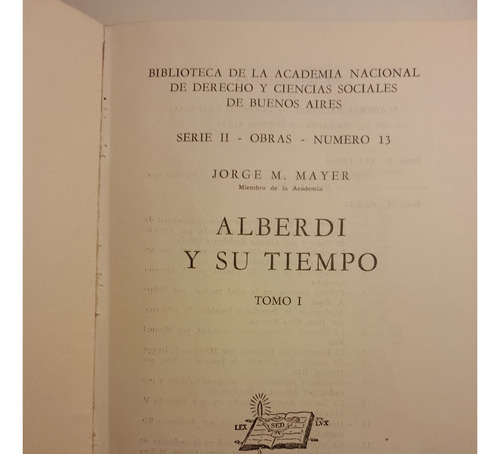 BIBLIOTECA DE LA ACADEMIA NACIONAL
DE DERECHO Y CIENCIAS SOCIALES
DE BUENOS AIRES
SERIE II - OBRAS - NUMERO 13
JORGE M. MAYER
Miembro de la Academia
ALBERDI
Y SU TIEMPO
TOMO I
LEX SED LVX